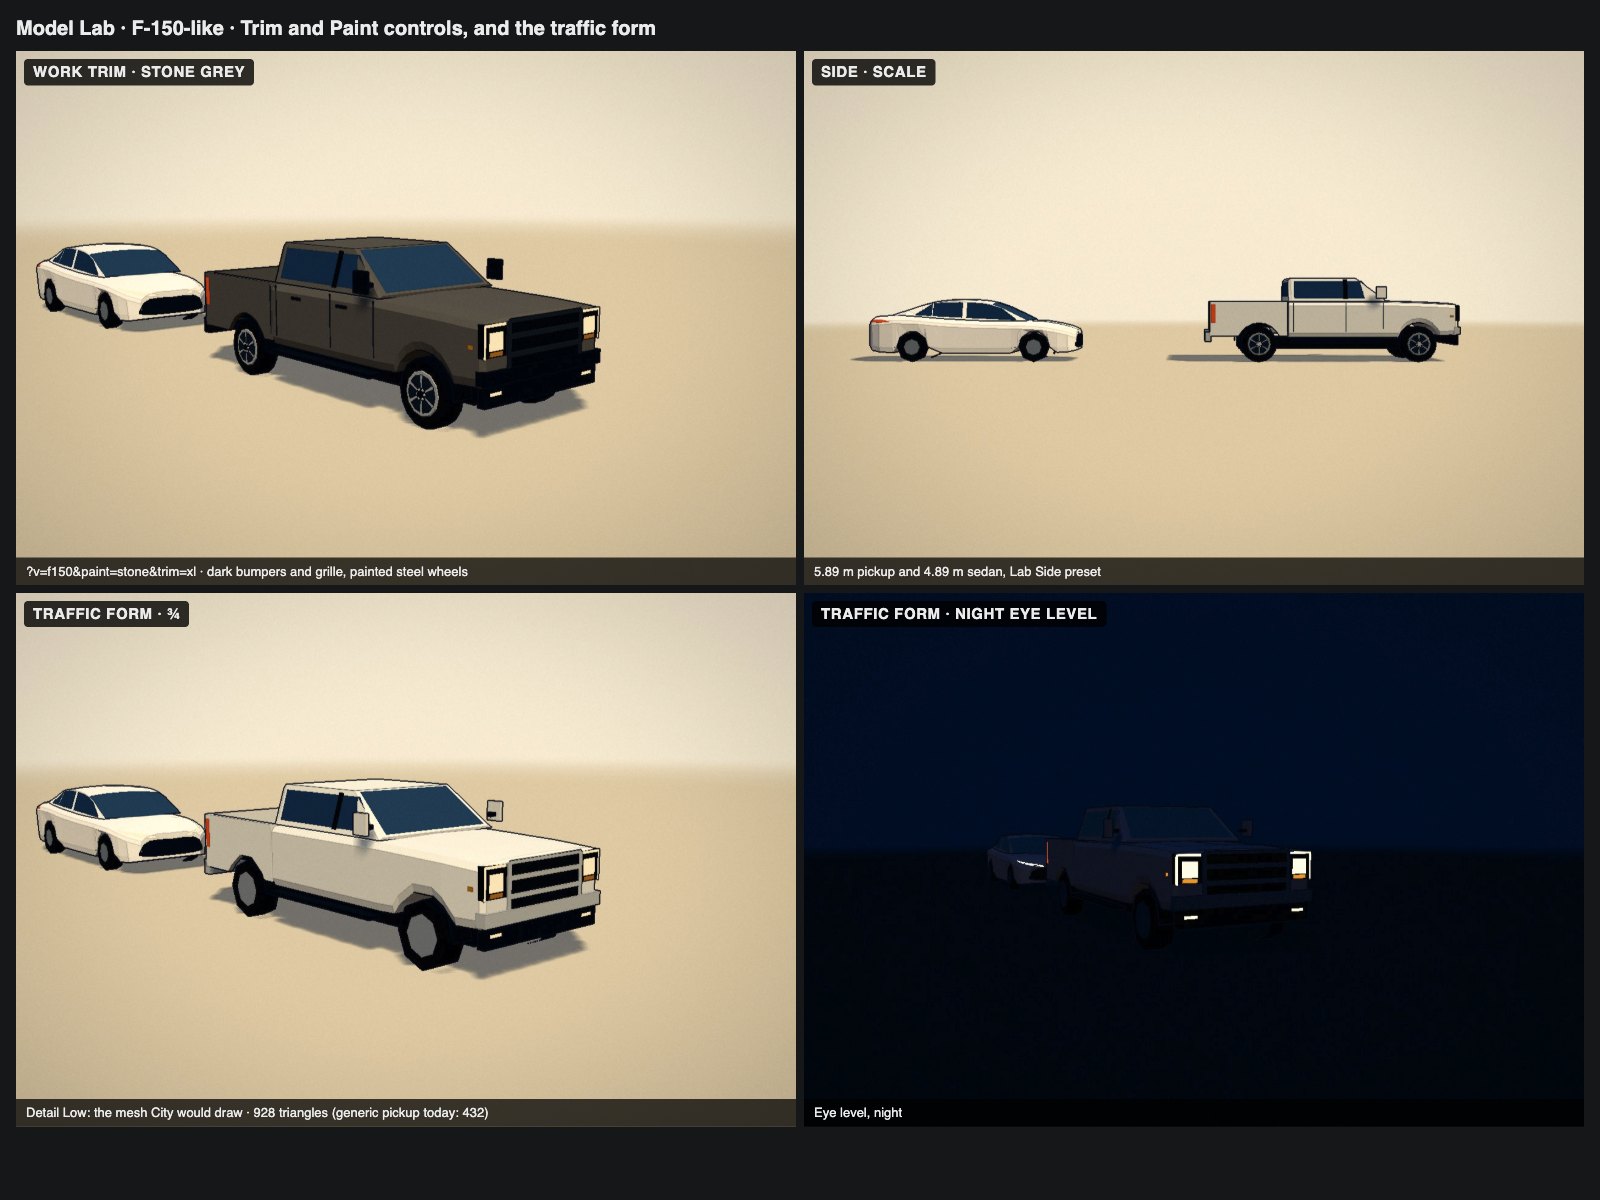 Model Lab · F-150-like · Trim and Paint controls, and the traffic form
WORK TRIM · STONE GREY
SIDE · SCALE
?v=f150&paint=stone&trim=xl · dark bumpers and grille, painted steel wheels
5.89 m pickup and 4.89 m sedan, Lab Side preset
TRAFFIC FORM · ¾
TRAFFIC FORM · NIGHT EYE LEVEL
Detail Low: the mesh City would draw · 928 triangles (generic pickup today: 432)
Eye level, night